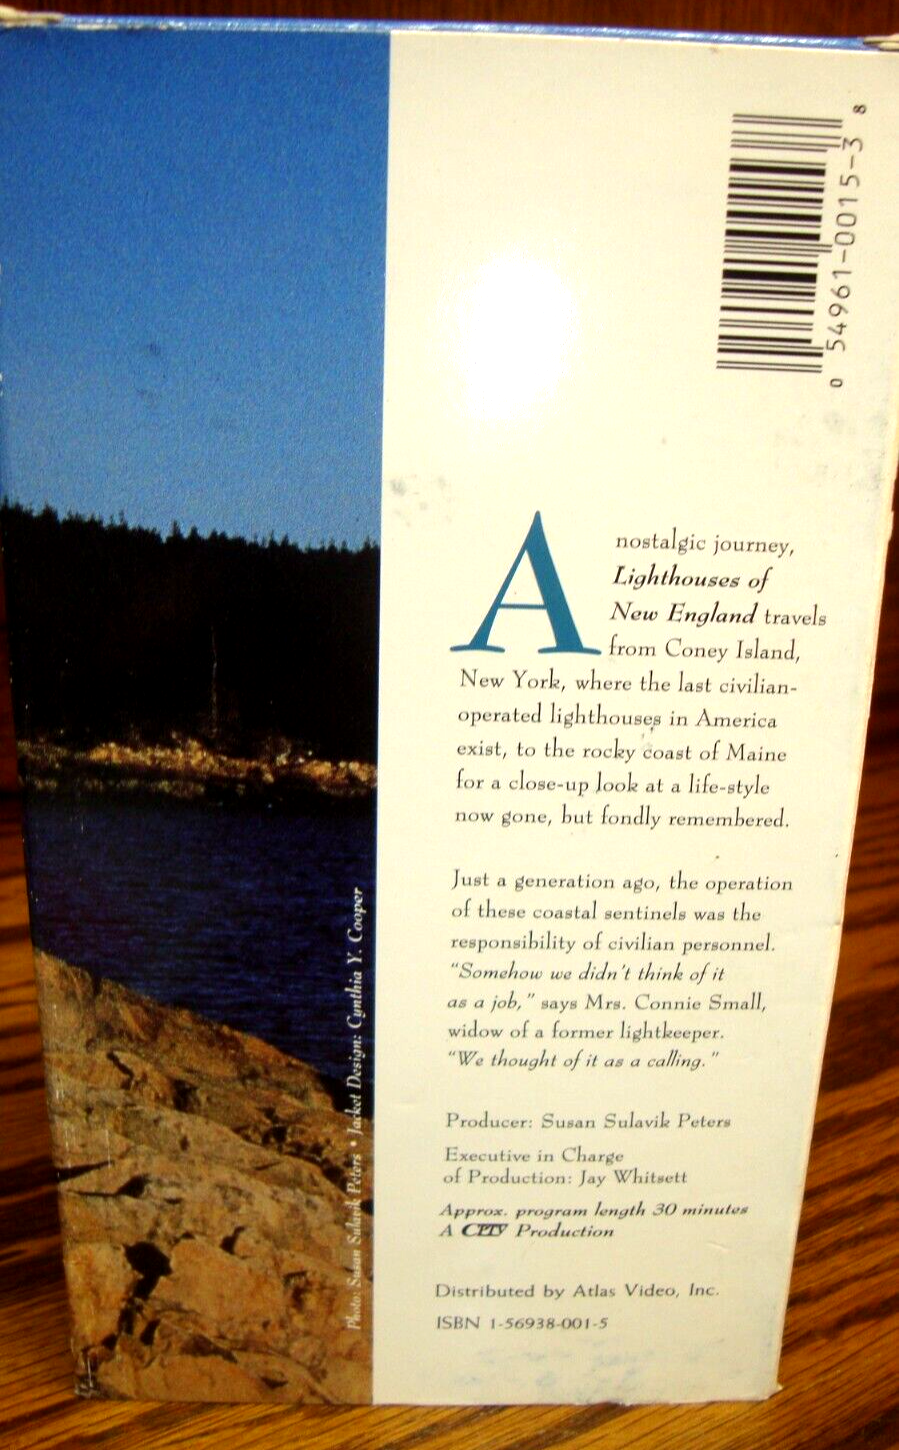 0 54961-0015-3 8
A nostalgic journey,
Lighthouses of
New England travels
from Coney Island,
New York, where the last civilian-
operated lighthouses in America
exist, to the rocky coast of Maine
for a close-up look at a life-style
now gone, but fondly remembered.
Just a generation ago, the operation
of these coastal sentinels was the
responsibility of civilian personnel.
"Somehow we didn't think of it
as a job," says Mrs. Connie Small,
widow of a former lightkeeper.
"We thought of it as a calling."
Producer: Susan Sulavik Peters
Executive in Charge
of Production: Jay Whitsett
Approx. program length 30 minutes
A CPTV Production
Distributed by Atlas Video, Inc.
ISBN 1-56938-001-5
Photo: Susan Sulavik Peters • Jacket Design: Cynthia Y. Cooper